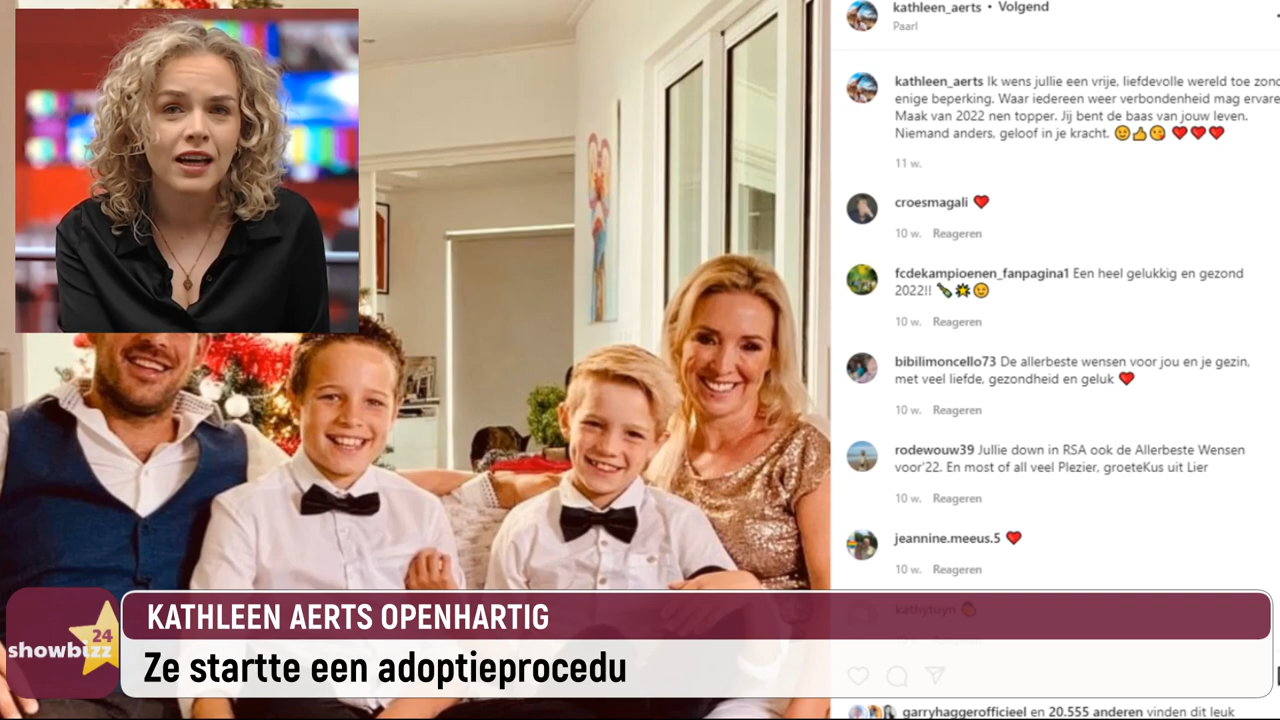 kathleen_aerts • Volgend
Paarl
kathleen_aerts Ik wens jullie een vrije, liefdevolle wereld toe zond
enige beperking. Waar iedereen weer verbondenheid mag ervare
Maak van 2022 nen topper. Jij bent de baas van jouw leven.
Niemand anders, geloof in je kracht. 😉👍😘 ❤️❤️❤️
11 w.
croesmagali ❤️
10 w. Reageren
fcdekampioenen_fanpagina1 Een heel gelukkig en gezond
2022!! 🍾💥😉
10 w. Reageren
bibilimoncello73 De allerbeste wensen voor jou en je gezin,
met veel liefde, gezondheid en geluk ❤️
10 w. Reageren
rodewouw39 Jullie down in RSA ook de Allerbeste Wensen
voor'22. En most of all veel Plezier, groeteKus uit Lier
10 w. Reageren
jeannine.meeus.5 ❤️
10 w. Reageren
kathytuyn
KATHLEEN AERTS OPENHARTIG
24
showbizz
Ze startte een adoptieprocedu
garryhaggerofficieel en 20.555 anderen vinden dit leuk